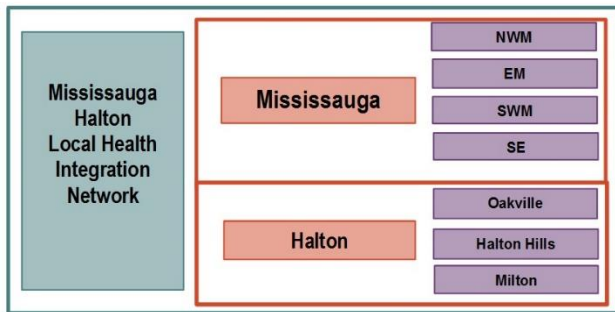 Mississauga
Halton
Local Health
Integration
Network
Mississauga
NWM
EM
SWM
SE
Halton
Oakville
Halton Hills
Milton